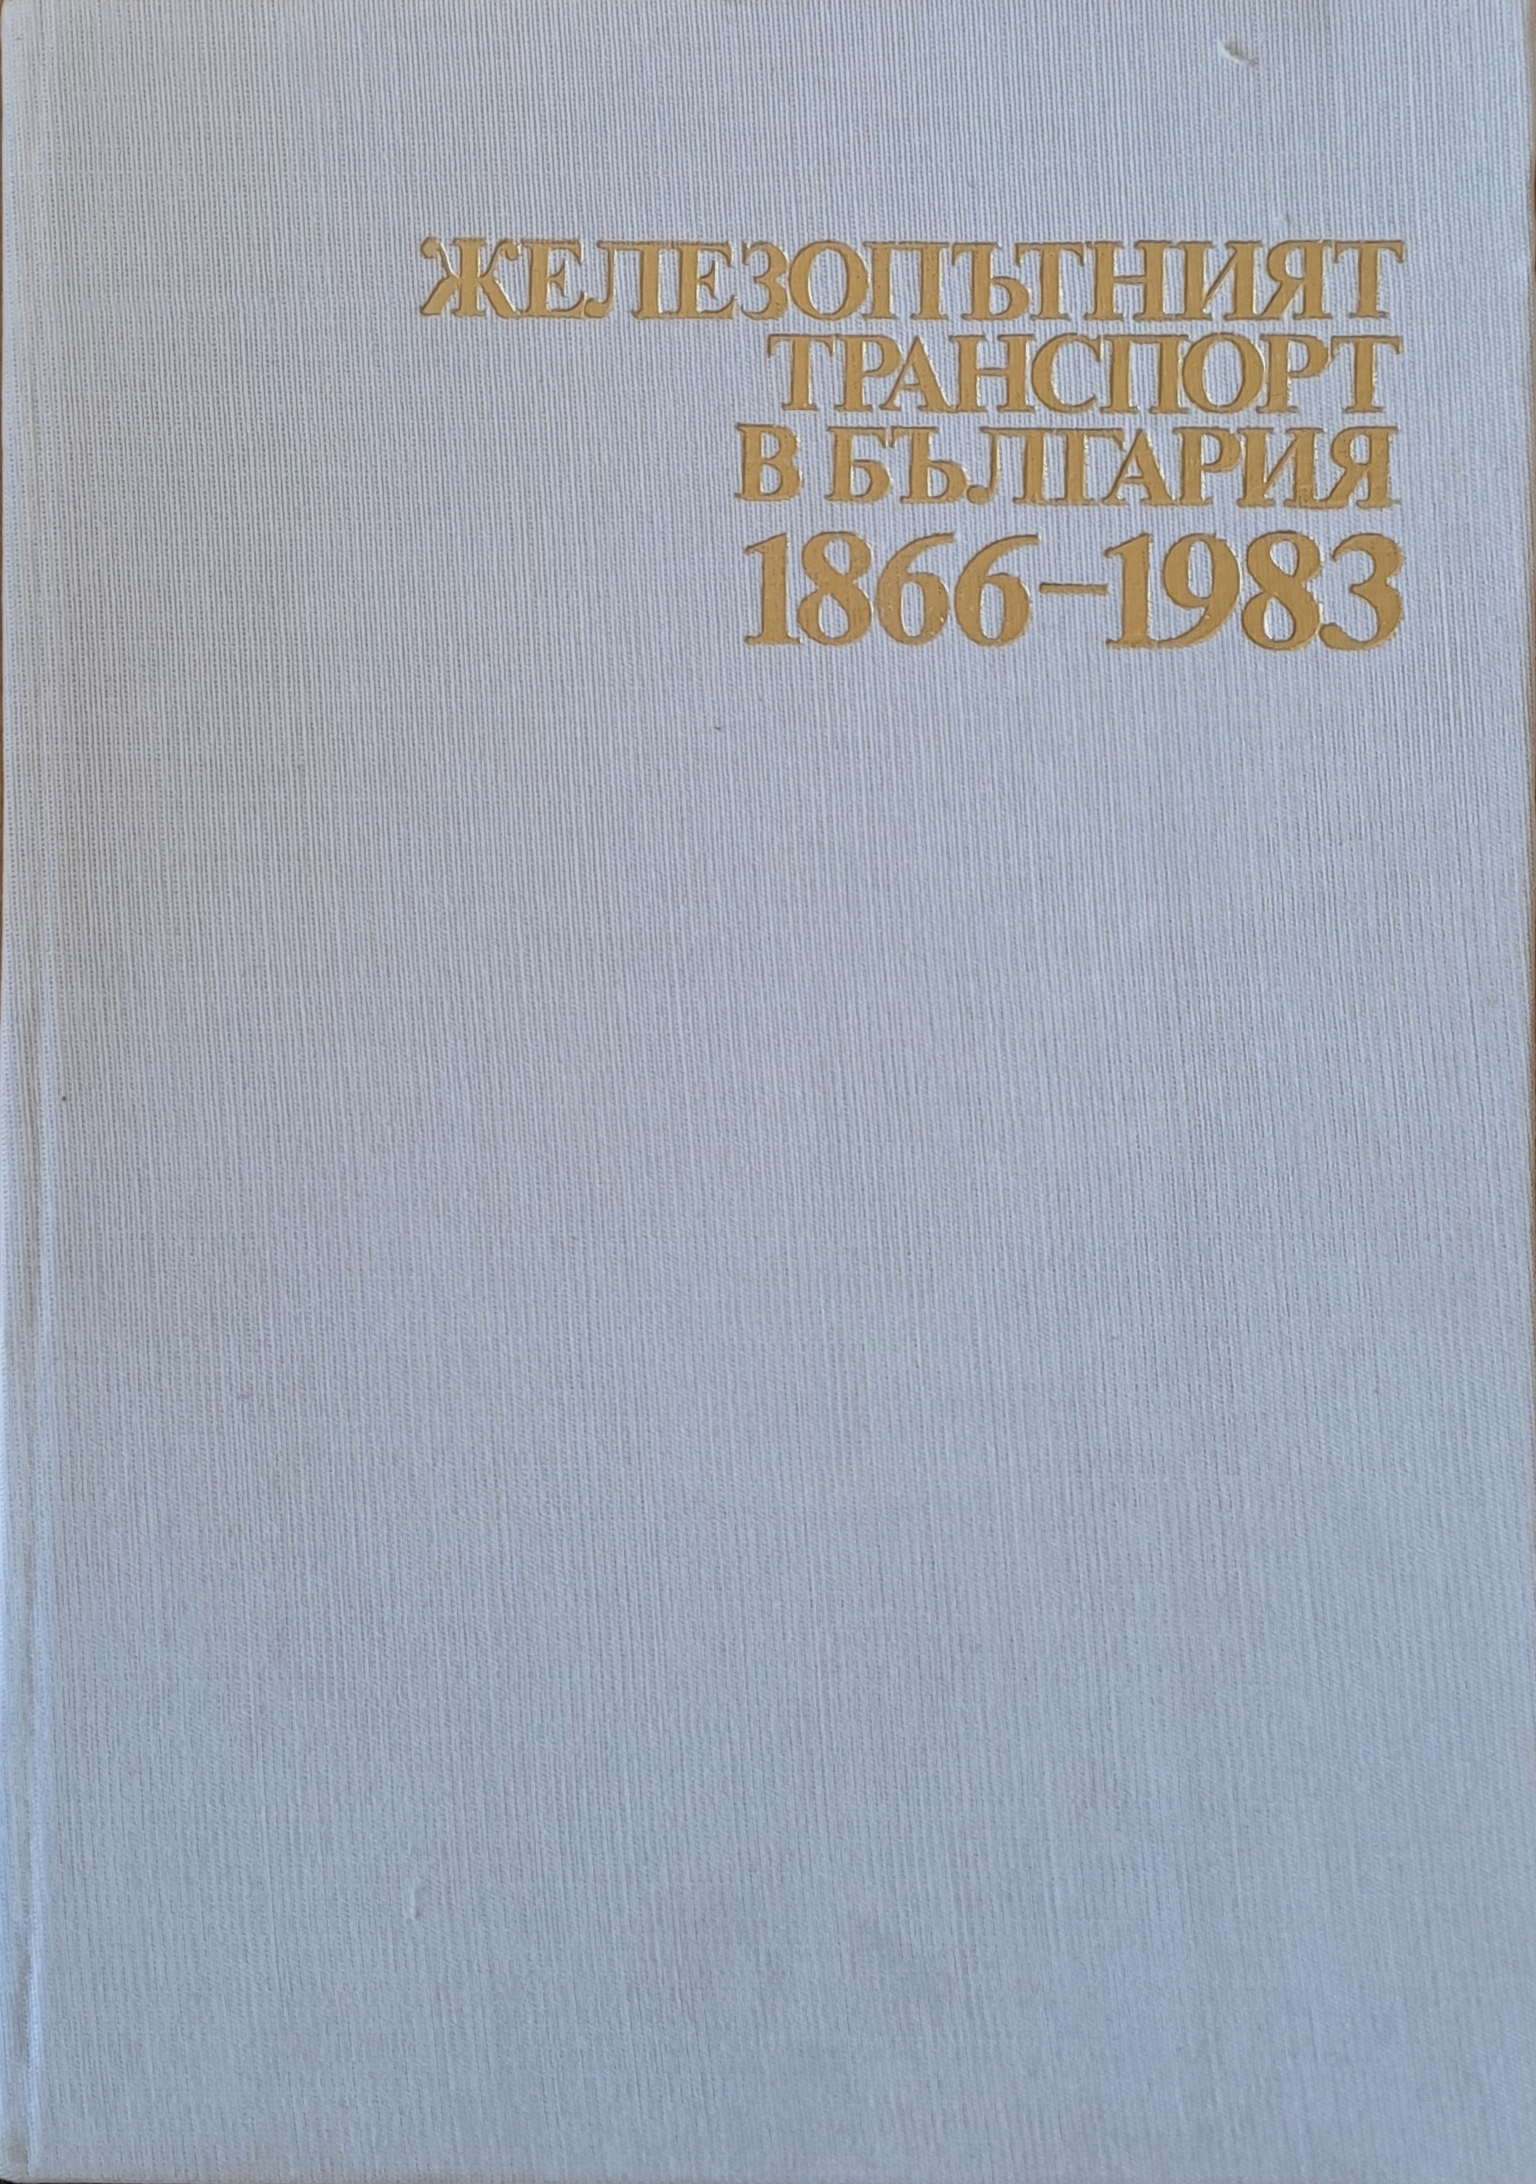 ЖЕЛЕЗОПЪТНИЯТ
ТРАНСПОРТ
В БЪЛГАРИЯ
1866–1983